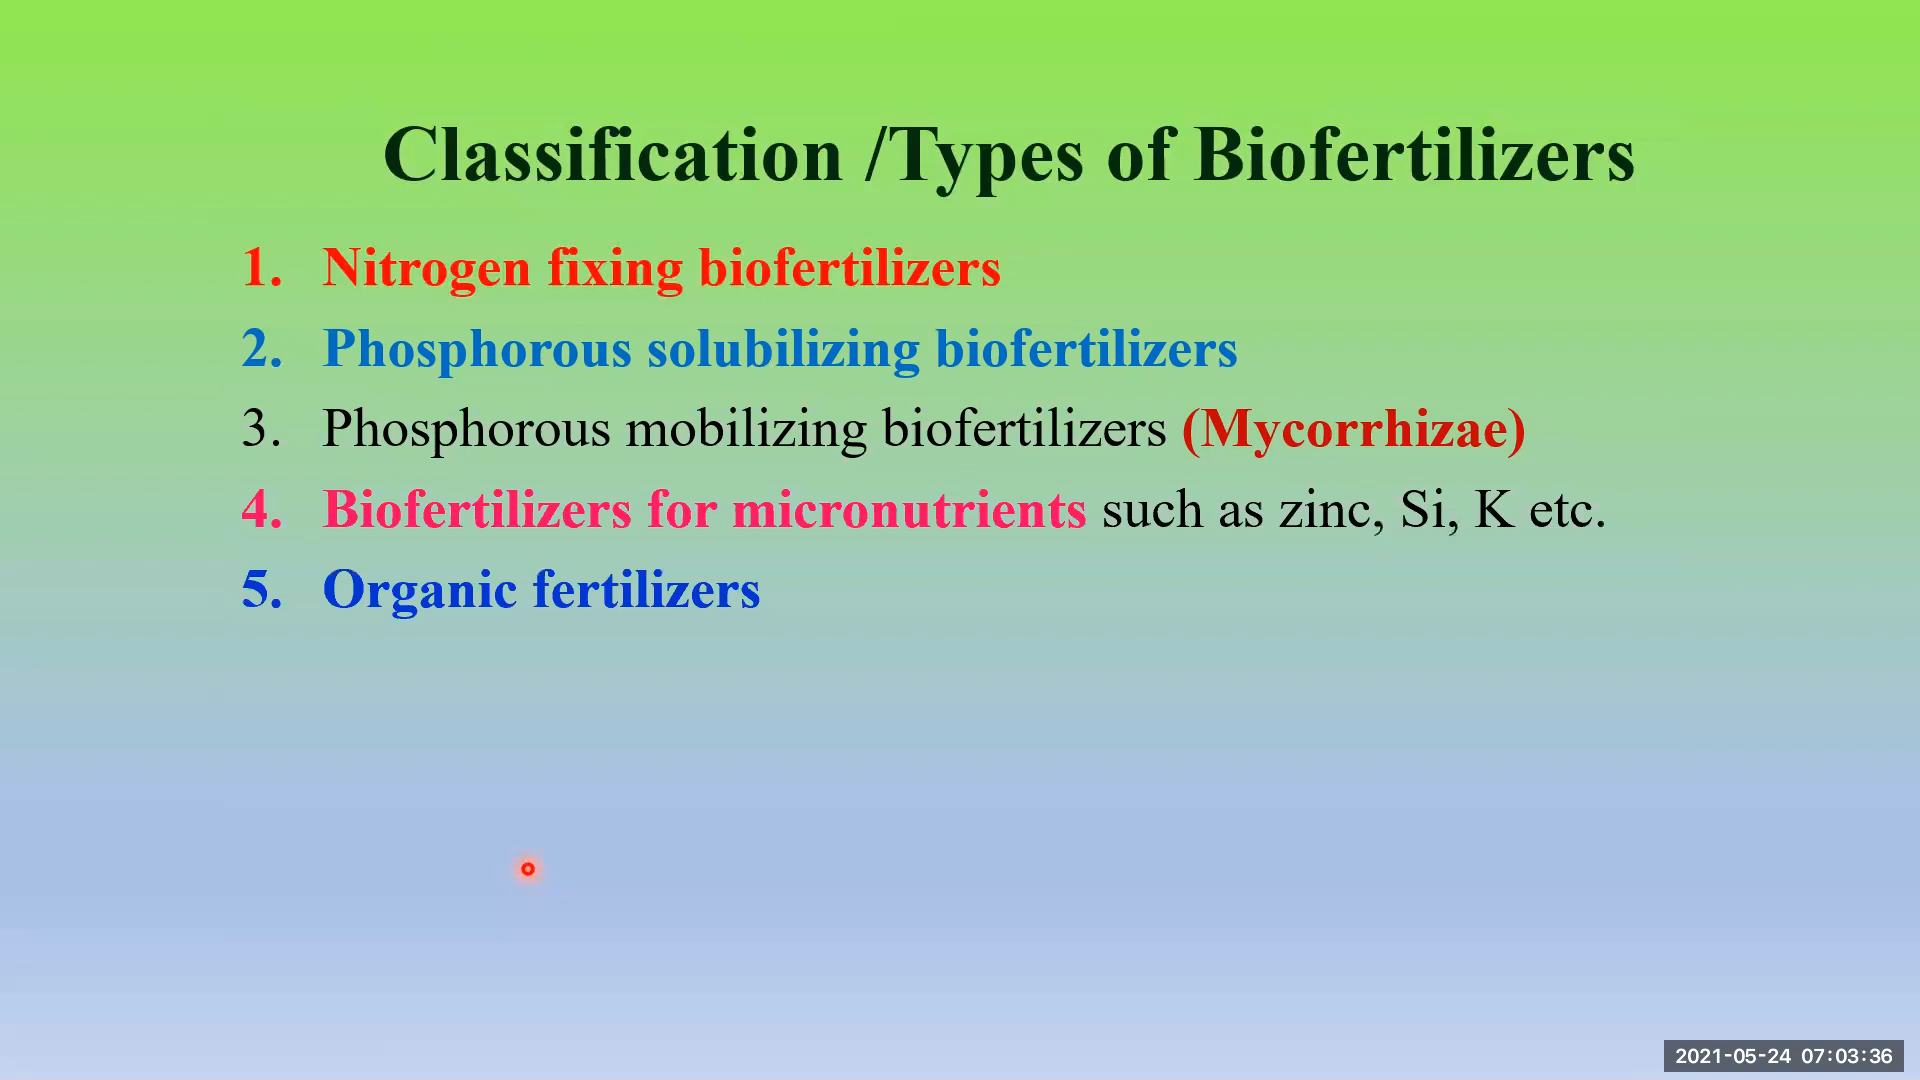 Classification /Types of Biofertilizers
1. Nitrogen fixing biofertilizers
2. Phosphorous solubilizing biofertilizers
3. Phosphorous mobilizing biofertilizers (Mycorrhizae)
4. Biofertilizers for micronutrients such as zinc, Si, K etc.
5. Organic fertilizers
2021-05-24 07:03:36